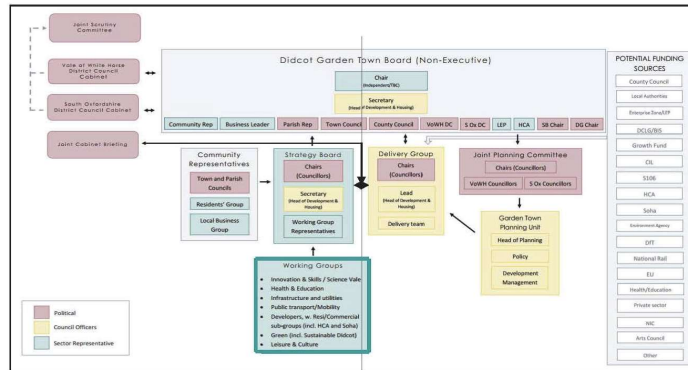 Joint Scrutiny
Committee
Vale of White Horse
District Council
Cabinet
South Oxfordshire
District Council Cabinet
Joint Cabinet Briefing
Didcot Garden Town Board (Non-Executive)
Chair
(Independent/TBC)
Secretary
(Head of Development & Housing)
Community Rep
Business Leader
Parish Rep
Town Council
County Council
VoWH DC
S Ox DC
LEP
HCA
SB Chair
DG Chair
Community
Representatives
Town and Parish
Councils
Residents' Group
Local Business
Group
Strategy Board
Chairs
(Councillors)
Secretary
(Head of Development &
Housing)
Working Group
Representatives
Delivery Group
Chairs
(Councillors)
Lead
(Head of Development &
Housing)
Delivery team
Joint Planning Committee
Chairs (Councillors)
VoWH Councillors
S Ox Councillors
Garden Town
Planning Unit
Head of Planning
Policy
Development
Management
Working Groups
• Innovation & Skills / Science Vale
• Health & Education
• Infrastructure and utilities
• Public transport/Mobility
• Developers, w. Resi/Commercial
sub-groups (incl. HCA and Soha)
• Green (incl. Sustainable Didcot)
• Leisure & Culture
Political
Council Officers
Sector Representative
POTENTIAL FUNDING
SOURCES
County Council
Local Authorities
Enterprise Zone/LEP
DCLG/BIS
Growth Fund
CIL
S106
HCA
Soha
Environment Agency
DfT
National Rail
EU
Health/Education
Private sector
NIC
Arts Council
Other